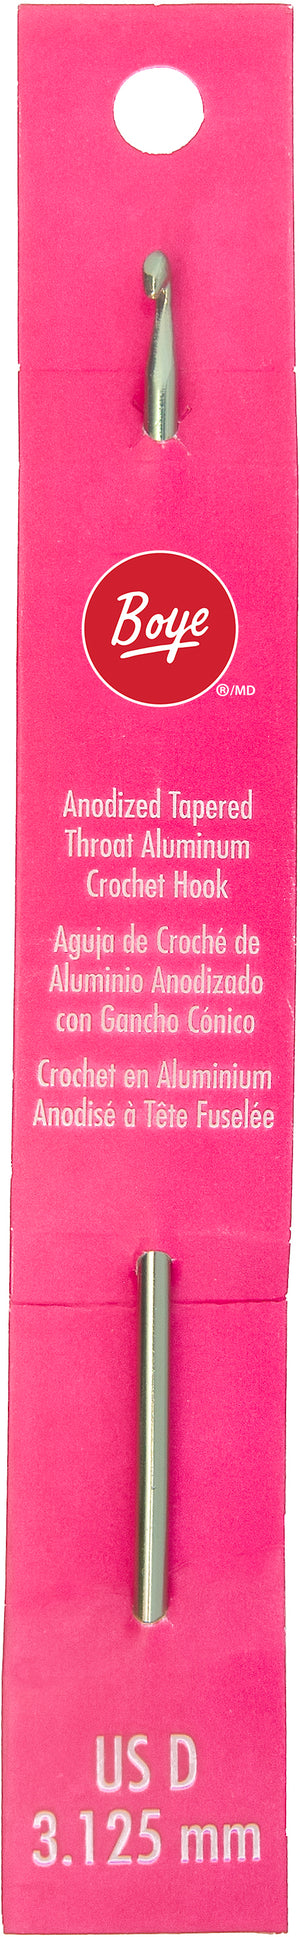 Boye
®/MD
Anodized Tapered
Throat Aluminum
Crochet Hook
Aguja de Croché de
Aluminio Anodizado
con Gancho Cónico
Crochet en Aluminium
Anodisé à Tête Fuselée
US D
3.125 mm